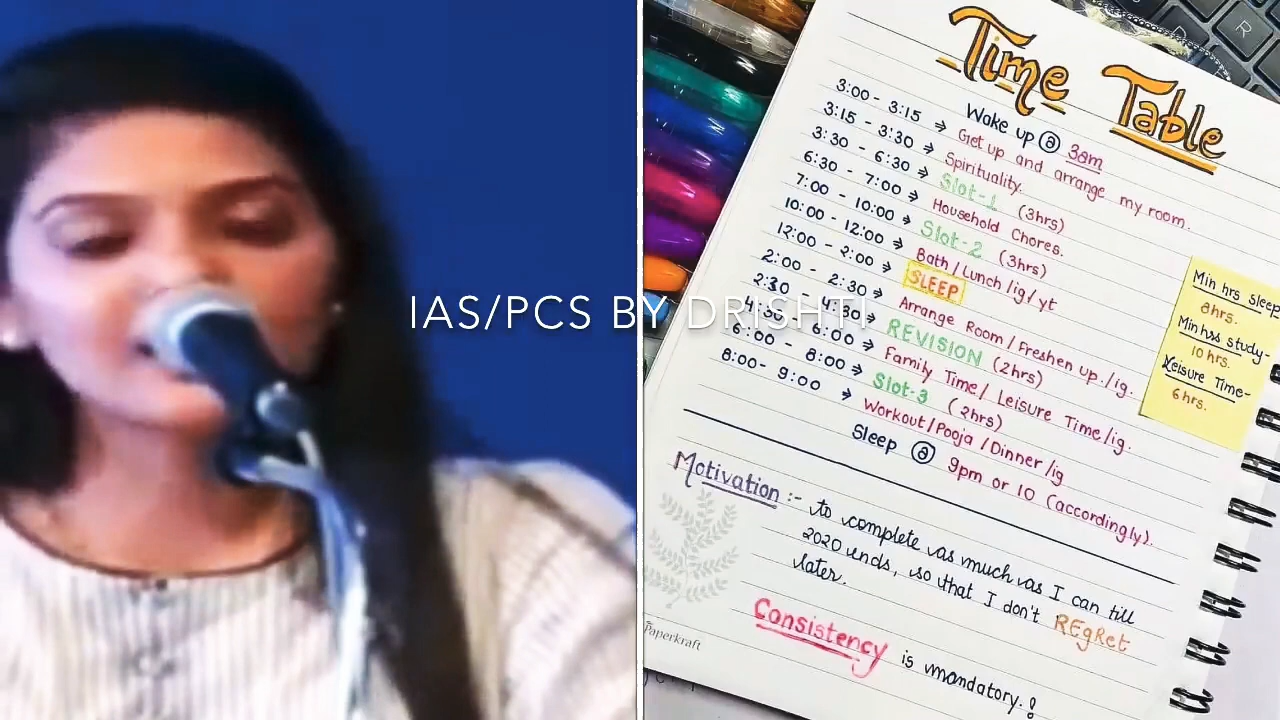 IAS/PCS BY DRISHTI
Time Table
Wake up @ 3am
3:00 - 3:15 → Get up and arrange my room.
3:15 - 3:30 → Spirituality.
3:30 - 6:30 → Slot-1 (3hrs)
6:30 - 7:00 → Household Chores.
7:00 - 10:00 → Slot-2 (3hrs)
10:00 - 12:00 → Bath/Lunch/ig/yt
12:00 - 2:00 → SLEEP
2:00 - 2:30 → Arrange Room/Freshen up./ig.
2:30 - 4:30 → REVISION (2hrs)
4:30 - 6:00 → Family Time/Leisure Time/ig.
6:00 - 8:00 → Slot-3 (2hrs)
8:00 - 9:00 → Workout/Pooja/Dinner/ig
Sleep @ 9pm or 10 (accordingly).
Min hrs sleep-
8hrs.
Min hrs study-
10 hrs.
Leisure Time-
6 hrs.
Motivation :- to complete as much as I can till
2020 ends, so that I don't REgRet
later.
Consistency is mandatory.!
Paperkraft
R